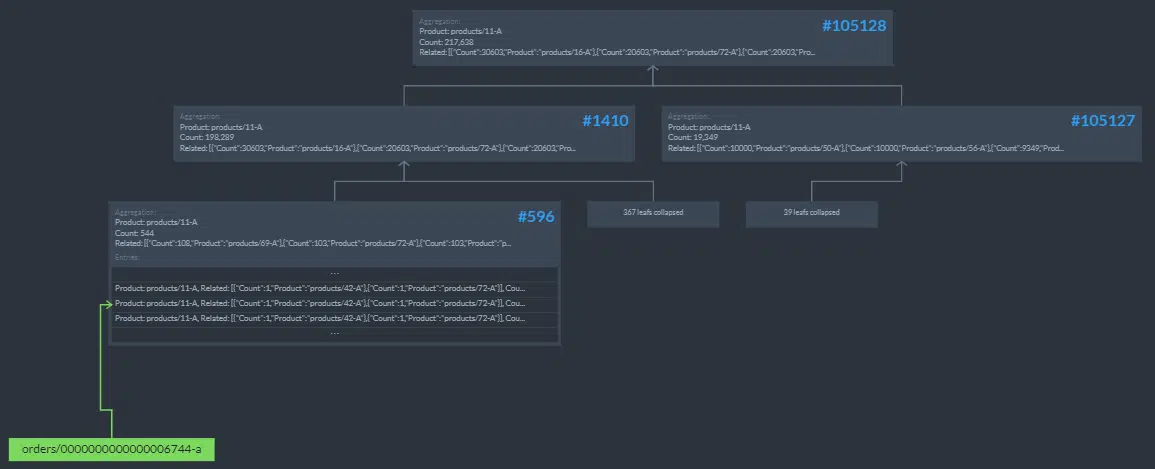 Aggregation:
#105128
Product: products/11-A
Count: 217,638
Related: [{"Count":30603,"Product":"products/16-A"},{"Count":20603,"Product":"products/72-A"},{"Count":20603,"Pro...
Aggregation:
#1410
Product: products/11-A
Count: 198,289
Related: [{"Count":30603,"Product":"products/16-A"},{"Count":20603,"Product":"products/72-A"},{"Count":20603,"Pro...
Aggregation:
#105127
Product: products/11-A
Count: 19,349
Related: [{"Count":10000,"Product":"products/50-A"},{"Count":10000,"Product":"products/56-A"},{"Count":9349,"Prod...
Aggregation:
#596
Product: products/11-A
Count: 544
Related: [{"Count":108,"Product":"products/69-A"},{"Count":103,"Product":"products/72-A"},{"Count":103,"Product":"p...
Entries:
...
Product: products/11-A, Related: [{"Count":1,"Product":"products/42-A"},{"Count":1,"Product":"products/72-A"}], Cou...
Product: products/11-A, Related: [{"Count":1,"Product":"products/42-A"},{"Count":1,"Product":"products/72-A"}], Cou...
Product: products/11-A, Related: [{"Count":1,"Product":"products/42-A"},{"Count":1,"Product":"products/72-A"}], Cou...
...
367 leafs collapsed
39 leafs collapsed
orders/0000000000000006744-a